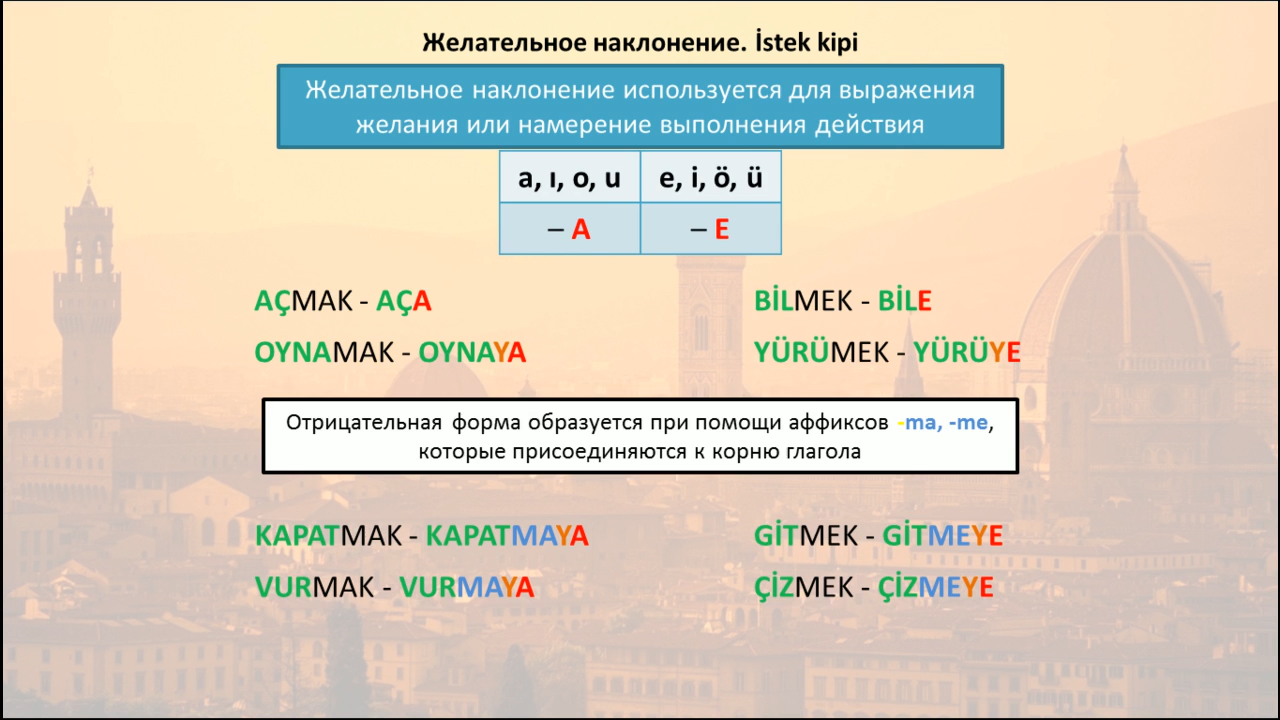 Желательное наклонение. İstek kipi
Желательное наклонение используется для выражения
желания или намерение выполнения действия
a, ı, o, u e, i, ö, ü
– A – E
AÇMAK - AÇA BİLMEK - BİLE
OYNAMAK - OYNAYA YÜRÜMEK - YÜRÜYE
Отрицательная форма образуется при помощи аффиксов -ma, -me,
которые присоединяются к корню глагола
KAPATMAK - KAPATMAYA GİTMEK - GİTMEYE
VURMAK - VURMAYA ÇİZMEK - ÇİZMEYE